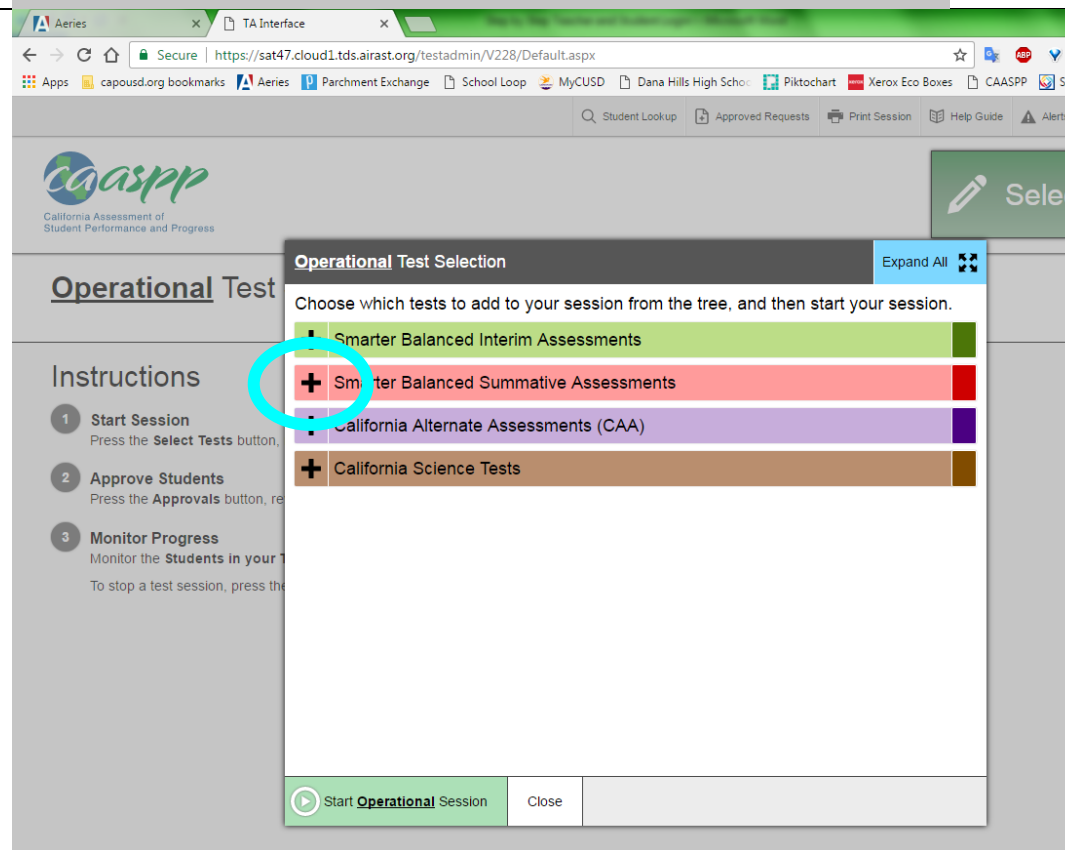 Aeries
TA Interface
Secure | https://sat47.cloud1.tds.airast.org/testadmin/V228/Default.aspx
Apps capousd.org bookmarks Aeries Parchment Exchange School Loop MyCUSD Dana Hills High Schoo Piktochart Xerox Eco Boxes CAASPP S
Student Lookup Approved Requests Print Session Help Guide Alerts
caaspp
California Assessment of
Student Performance and Progress
Sele
Operational Test
Operational Test Selection
Expand All
Choose which tests to add to your session from the tree, and then start your session.
Smarter Balanced Interim Assessments
Smarter Balanced Summative Assessments
California Alternate Assessments (CAA)
California Science Tests
Instructions
1 Start Session
Press the Select Tests button,
2 Approve Students
Press the Approvals button, re
3 Monitor Progress
Monitor the Students in your T
To stop a test session, press the
Start Operational Session
Close